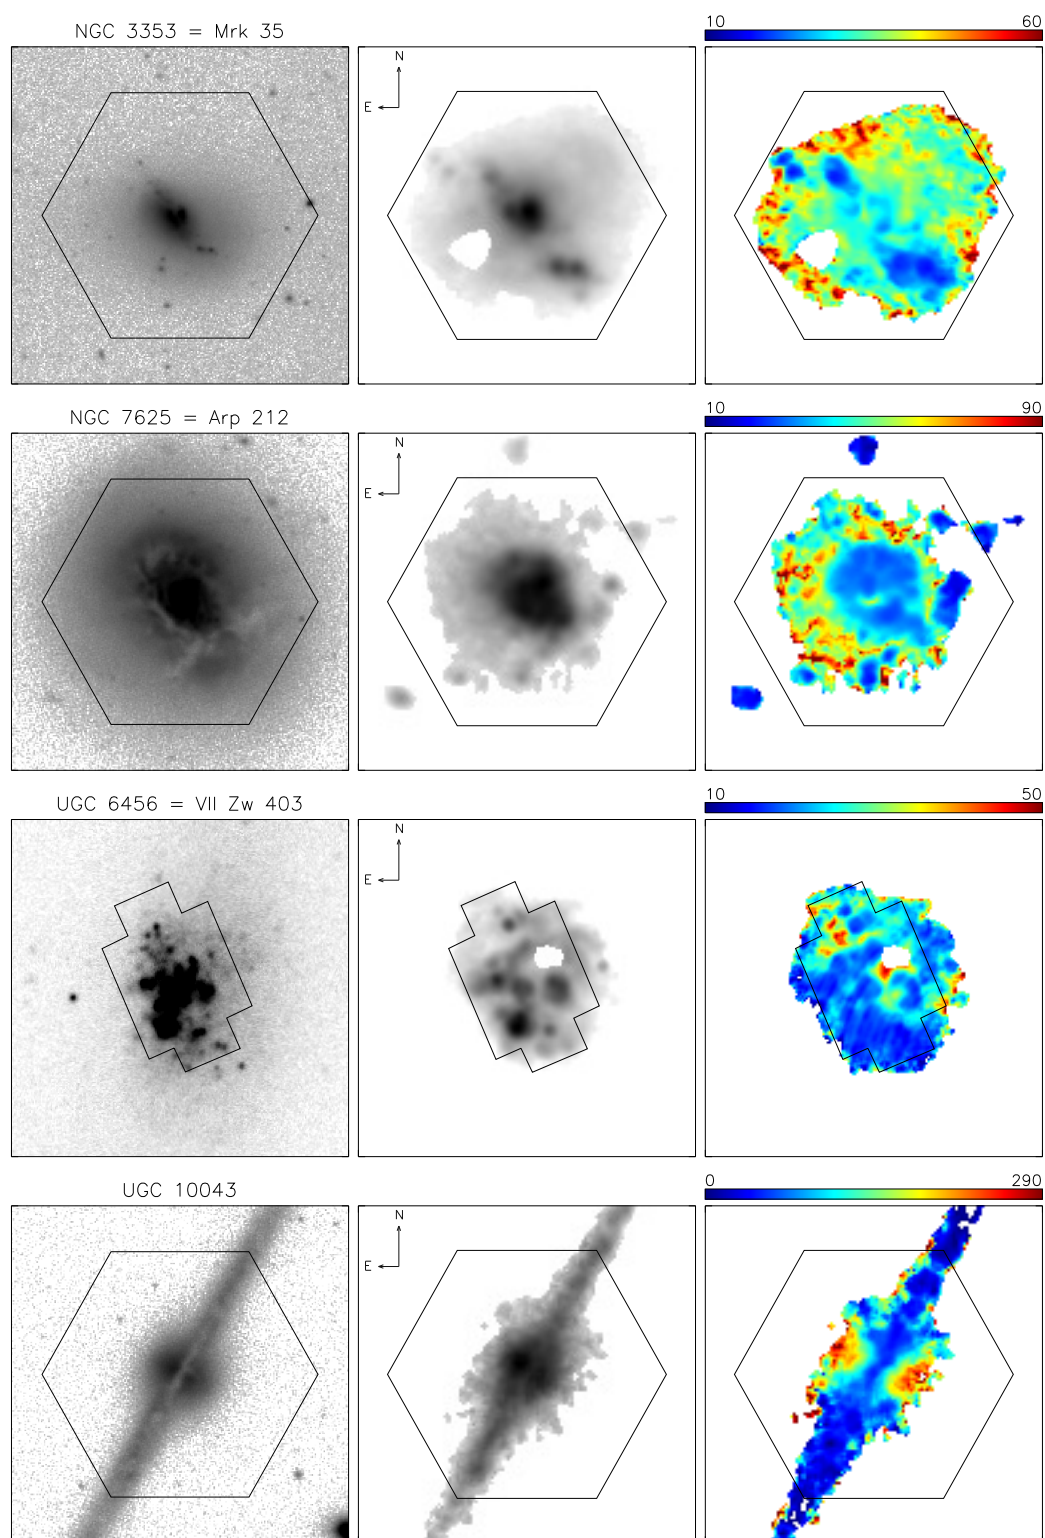 NGC 3353 = Mrk 35
10 60
N
E
NGC 7625 = Arp 212
10 90
N
E
UGC 6456 = VII Zw 403
10 50
N
E
UGC 10043
0 290
N
E